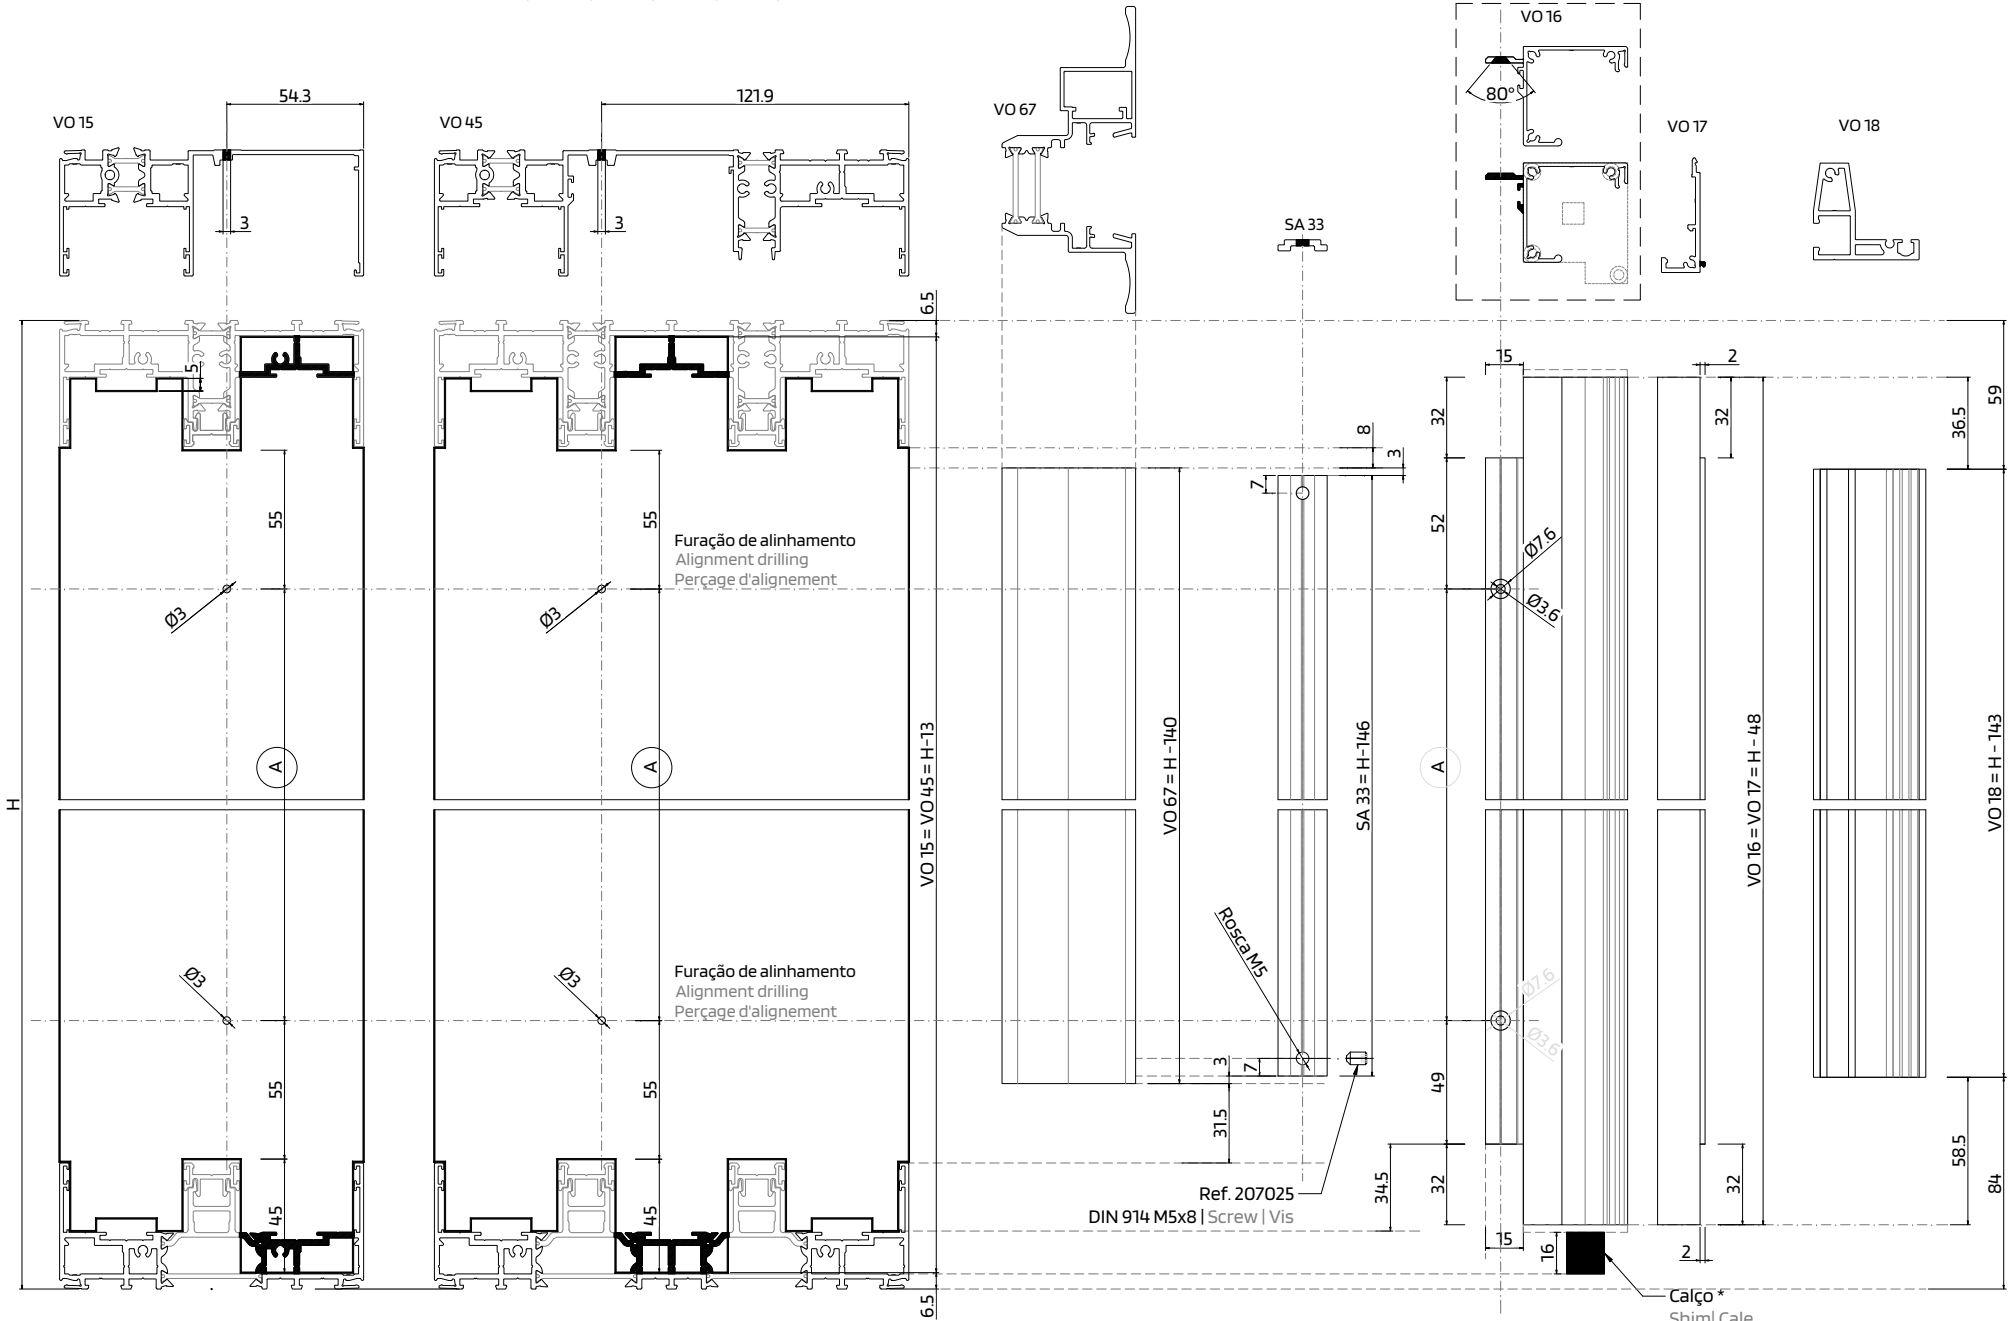 VO 15
54.3
3
VO 45
121.9
3
VO 67
SA 33
VO 16
80°
VO 17
VO 18
6.5
H
5
55
Ø3
A
Ø3
55
45
55
Furação de alinhamento
Alignment drilling
Perçage d'alignement
Ø3
A
Furação de alinhamento
Alignment drilling
Perçage d'alignement
Ø3
55
45
VO 15 = VO 45 = H-13
6.5
VO 67 = H - 140
8
3
7
SA 33 = H-146
Rosca M5
3
7
31.5
Ref. 207025
DIN 914 M5x8 | Screw | Vis
34.5
15
32
52
Ø7.6
Ø3.6
A
Ø7.6
Ø3.6
49
32
15
16
2
32
VO 16 = VO 17 = H - 48
32
2
59
36.5
VO 18 = H - 143
58.5
84
Calço *
Shim| Cale